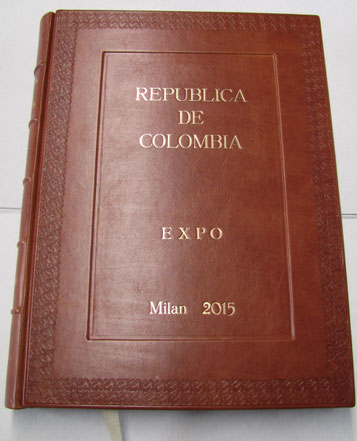 REPUBLICA
DE
COLOMBIA
EXPO
Milan 2015